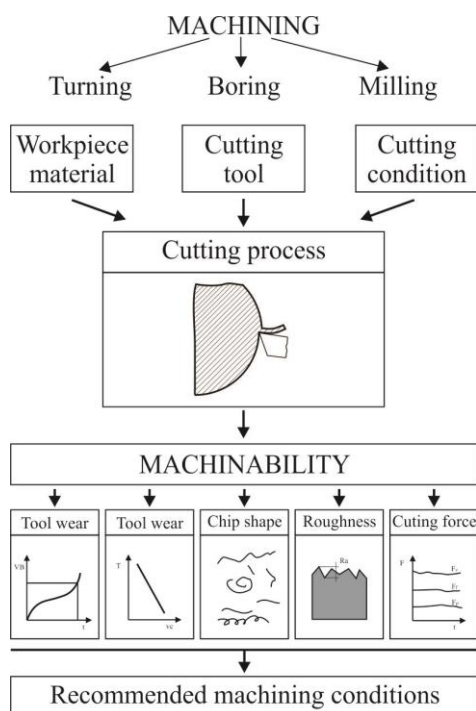 MACHINING
Turning Boring Milling
Workpiece material
Cutting tool
Cutting condition
Cutting process
MACHINABILITY
Tool wear Tool wear Chip shape Roughness Cuting force
VB
t
T
vc
Ra
F
t
Recommended machining conditions